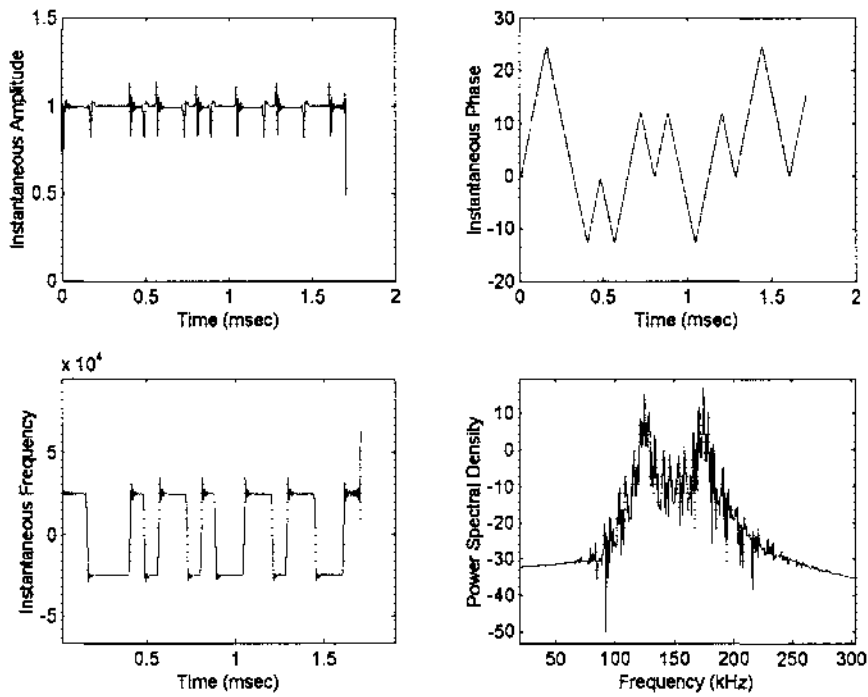 1.5
1
0.5
0
Instantaneous Amplitude
0 0.5 1 1.5 2
Time (msec)
30
20
10
0
-10
-20
Instantaneous Phase
0 0.5 1 1.5 2
Time (msec)
x 10^4
5
0
-5
Instantaneous Frequency
0.5 1 1.5
Time (msec)
10
0
-10
-20
-30
-40
-50
Power Spectral Density
50 100 150 200 250 300
Frequency (kHz)